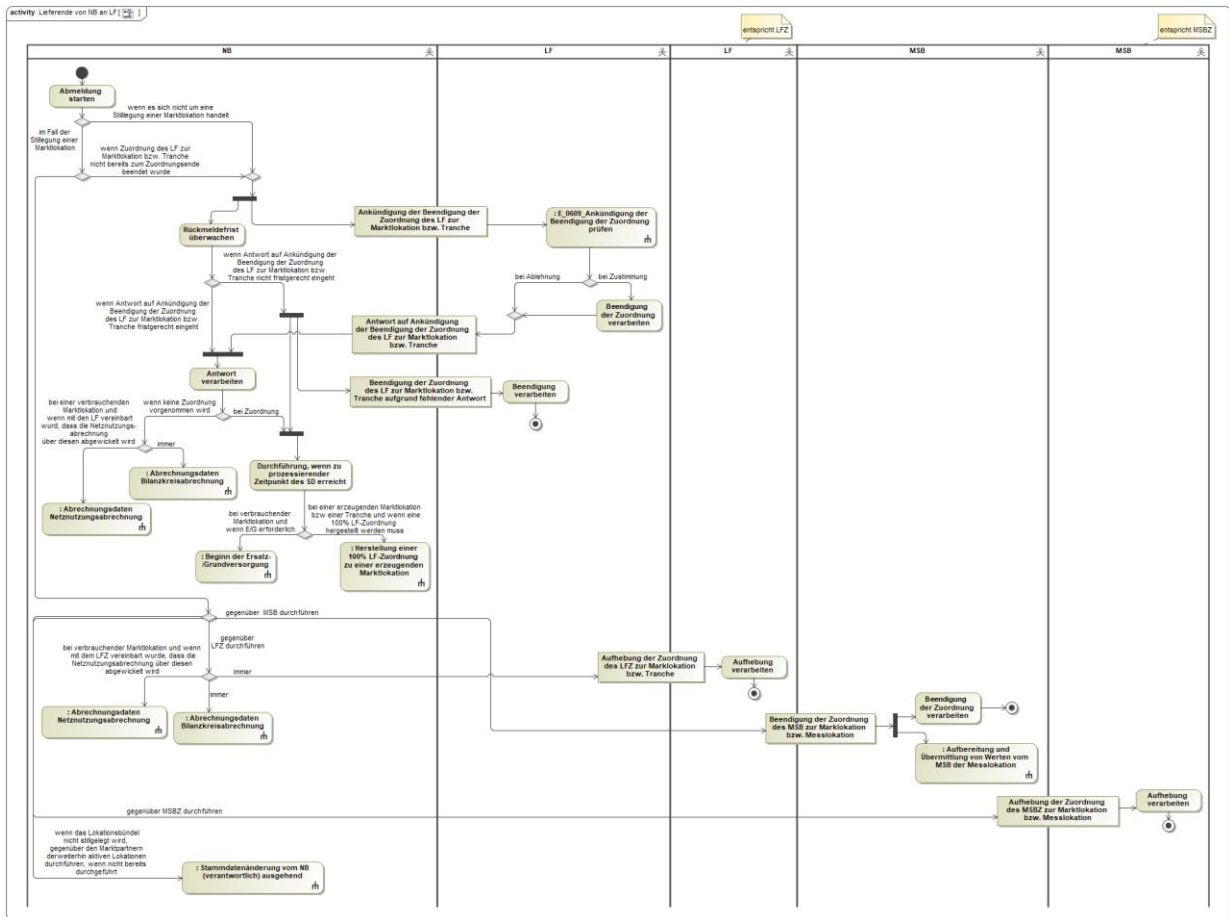 activity Lieferende von NB an LF [ ]
entspricht LFZ
entspricht MSBZ
NB
LF
LF
MSB
MSB
Abmeldung
starten
wenn es sich nicht um eine
Stilllegung einer Marktlokation handelt
im Fall der
Stillegung einer
Marktlokation
wenn Zuordnung des LF zur
Marktlokation bzw. Tranche
nicht bereits zum Zuordnungsende
beendet wurde
Rückmeldefrist
überwachen
Ankündigung der Beendigung der
Zuordnung des LF zur
Marktlokation bzw. Tranche
: E_0609_Ankündigung der
Beendigung der Zuordnung
prüfen
wenn Antwort auf Ankündigung der
Beendigung der Zuordnung
des LF zur Marktlokation bzw.
Tranche nicht fristgerecht eingeht
bei Ablehnung
bei Zustimmung
wenn Antwort auf Ankündigung der
Beendigung der Zuordnung
des LF zur Marktlokation bzw.
Tranche fristgerecht eingeht
Beendigung
der Zuordnung
verarbeiten
Antwort auf Ankündigung
der Beendigung der Zuordnung
des LF zur Marktlokation
bzw. Tranche
Antwort
verarbeiten
Beendigung der Zuordnung
des LF zur Marktlokation bzw.
Tranche aufgrund fehlender Antwort
Beendigung
verarbeiten
bei einer verbrauchenden
Marktlokation und
wenn mit den LF vereinbart
wurd, dass die Netznutzungs-
abrechnung
über diesen abgewickelt wird
wenn keine Zuordnung
vorgenommen wird
bei Zuordnung
immer
: Abrechnungsdaten
Bilanzkreisabrechnung
Durchführung, wenn zu
prozessierender
Zeitpunkt des SD erreicht
: Abrechnungsdaten
Netznutzungsabrechnung
bei verbrauchender
Marktlokation und
wenn E/G erforderlich
bei einer erzeugenden Marktlokation
bzw einer Tranche und wenn eine
100% LF-Zuordnung
hergestellt werden muss
: Beginn der Ersatz-
/Grundversorgung
: Herstellung einer
100% LF-Zuordnung
zu einer erzeugenden
Marktlokation
gegenüber MSB durchführen
gegenüber
LFZ durchführen
bei verbrauchender Marktlokation und wenn
mit dem LFZ vereinbart wurde, dass die
Netznutzungsabrechnung über diesen
abgewickelt wird
immer
immer
Aufhebung der Zuordnung
des LFZ zur Marklokation
bzw. Tranche
Aufhebung
verarbeiten
: Abrechnungsdaten
Netznutzungsabrechnung
: Abrechnungsdaten
Bilanzkreisabrechnung
Beendigung der Zuordnung
des MSB zur Marklokation
bzw. Messlokation
Beendigung
der Zuordnung
verarbeiten
: Aufbereitung und
Übermittlung von Werten vom
MSB der Messlokation
gegenüber MSBZ durchführen
Aufhebung der Zuordnung
des MSBZ zur Marktlokation
bzw. Messlokation
Aufhebung
verarbeiten
wenn das Lokationsbündel
nicht stillgelegt wird,
gegenüber den Marktpartnern
derweiterhin aktiven Lokationen
durchführen, wenn nicht bereits
durchgeführt
: Stammdatenänderung vom NB
(verantwortlich) ausgehend